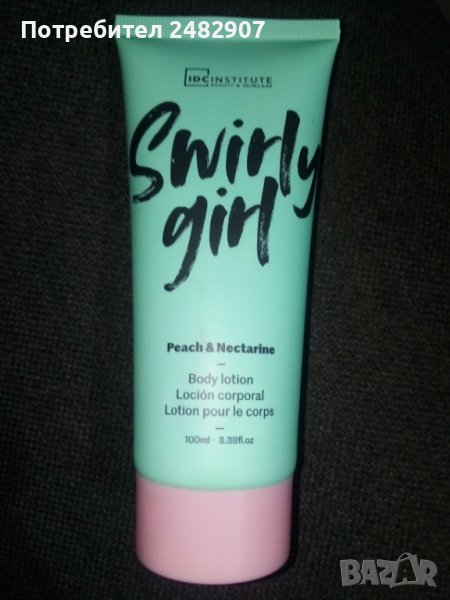 Потребител 2482907
IDC INSTITUTE
BEAUTY & SKINCARE
Swirly
girl
Peach & Nectarine
Body lotion
Loción corporal
Lotion pour le corps
100ml · 3.38fl.oz
BAZAR